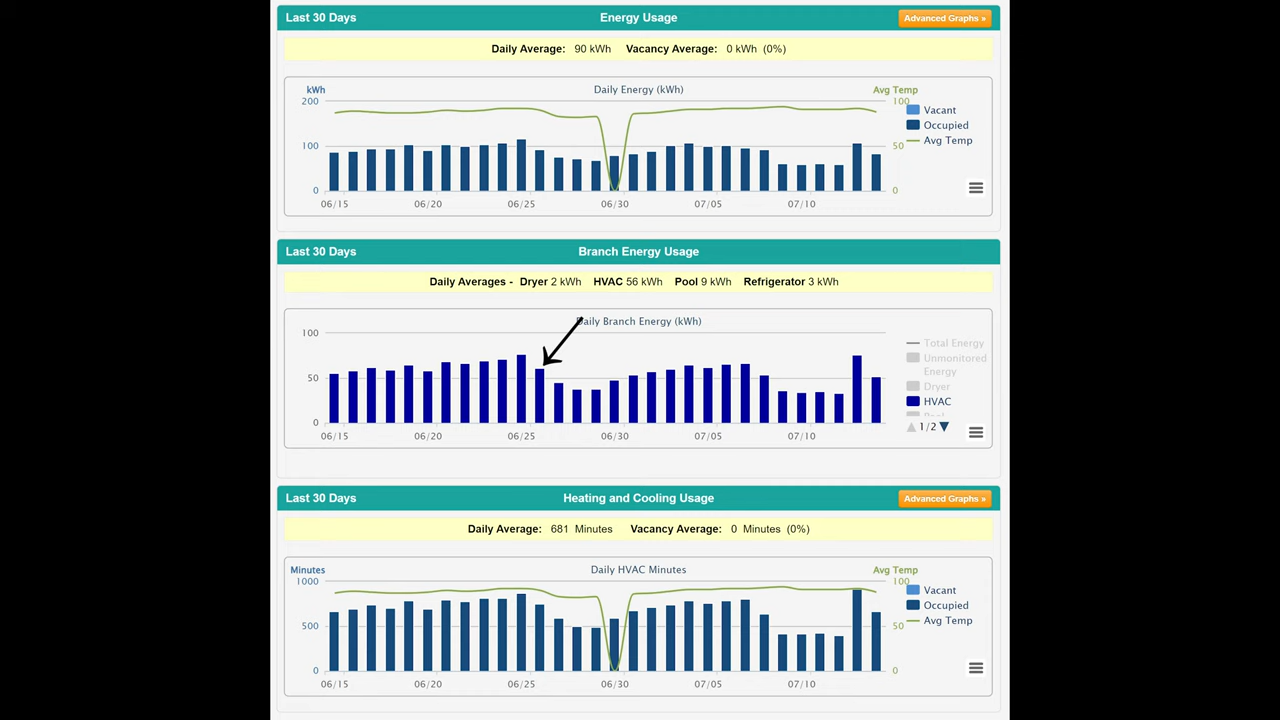 Last 30 Days Energy Usage Advanced Graphs »
Daily Average: 90 kWh Vacancy Average: 0 kWh (0%)
kWh Daily Energy (kWh) Avg Temp
200 100
Vacant
Occupied
100 50
Avg Temp
0 0
06/15 06/20 06/25 06/30 07/05 07/10
Last 30 Days Branch Energy Usage
Daily Averages - Dryer 2 kWh HVAC 56 kWh Pool 9 kWh Refrigerator 3 kWh
Daily Branch Energy (kWh)
100
Total Energy
Unmonitored
Energy
50
Dryer
HVAC
Pool
0
1/2
06/15 06/20 06/25 06/30 07/05 07/10
Last 30 Days Heating and Cooling Usage Advanced Graphs »
Daily Average: 681 Minutes Vacancy Average: 0 Minutes (0%)
Minutes Daily HVAC Minutes Avg Temp
1000 100
Vacant
Occupied
500 50
Avg Temp
0 0
06/15 06/20 06/25 06/30 07/05 07/10